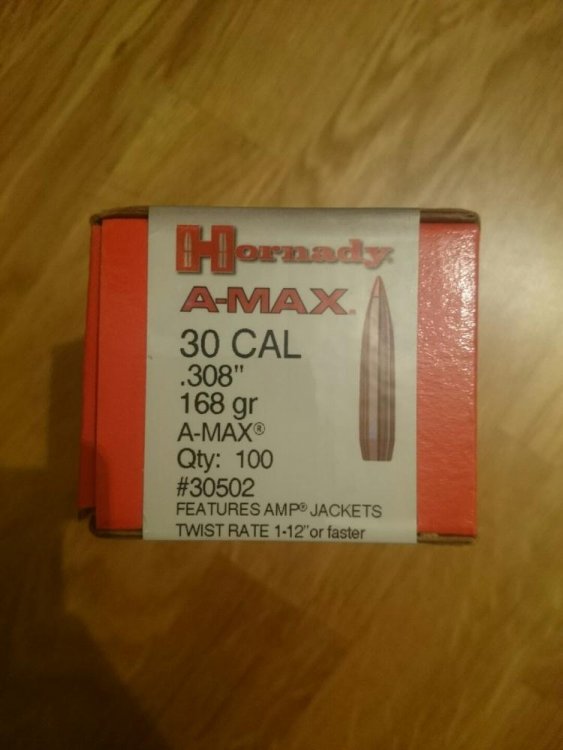 Hornady.
A-MAX.
30 CAL
.308"
168 gr
A-MAX®
Qty: 100
#30502
FEATURES AMP® JACKETS
TWIST RATE 1-12" or faster